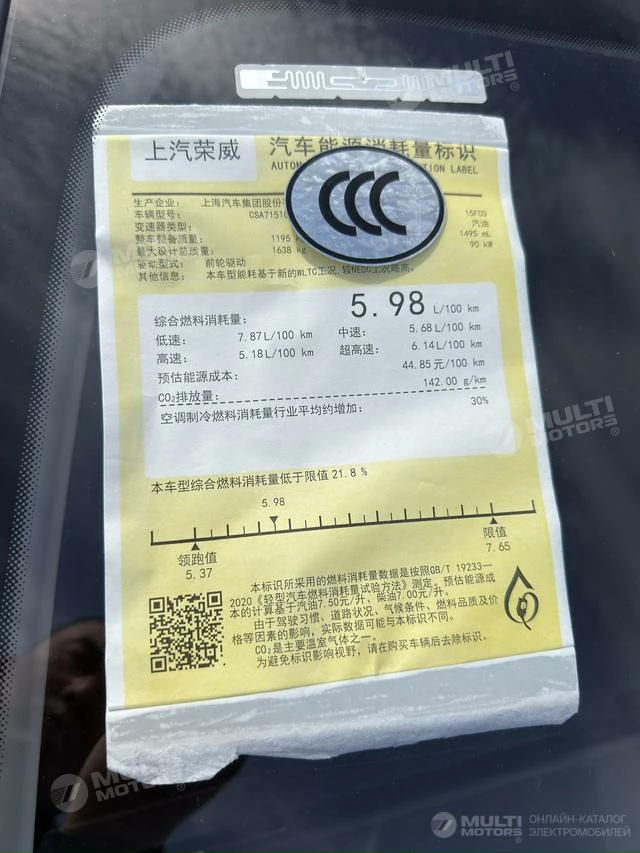 MULTI MOTORS®
上汽荣威 汽车能源消耗量标识
CCC
生产企业: 上海汽车集团股份
车辆型号: CSA7151 15FCD
变速器类型: 汽油
整车整备质量: 1195 1495 mL
最大设计总质量: 1638 kg 90 kW
驱动型式: 前轮驱动
其他信息: 本车型能耗基于新的WLTC工况,较NEDC工况略高。
综合燃料消耗量: 5.98 L/100 km
低速: 7.87L/100 km 中速: 5.68L/100 km
高速: 5.18L/100 km 超高速: 6.14L/100 km
预估能源成本: 44.85元/100 km
CO₂排放量: 142.00 g/km
空调制冷燃料消耗量行业平均约增加: 30%
本车型综合燃料消耗量低于限值 21.8 %
5.98
领跑值 限值
5.37 7.65
本标识所采用的燃料消耗量数据是按照GB/T 19233—
2020《轻型汽车燃料消耗量试验方法》测定。预估能源成
本的计算基于汽油7.50元/升、柴油7.00元/升。
由于驾驶习惯、道路状况、气候条件、燃料品质及价
格等因素的影响,实际数据可能与本标识不同。
CO₂是主要温室气体之一。
为避免标识影响视野,请在购买车辆后去除标识。
MULTI MOTORS® ОНЛАЙН-КАТАЛОГ
ЭЛЕКТРОМОБИЛЕЙ